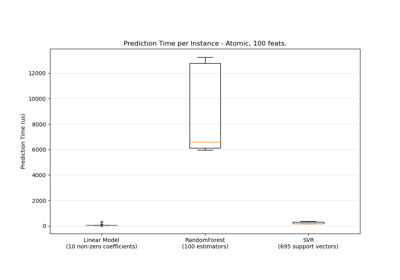 Prediction Time per Instance - Atomic, 100 feats.
Prediction Time (us)
12000
10000
8000
6000
4000
2000
0
Linear Model
(10 non-zero coefficients)
RandomForest
(100 estimators)
SVR
(695 support vectors)